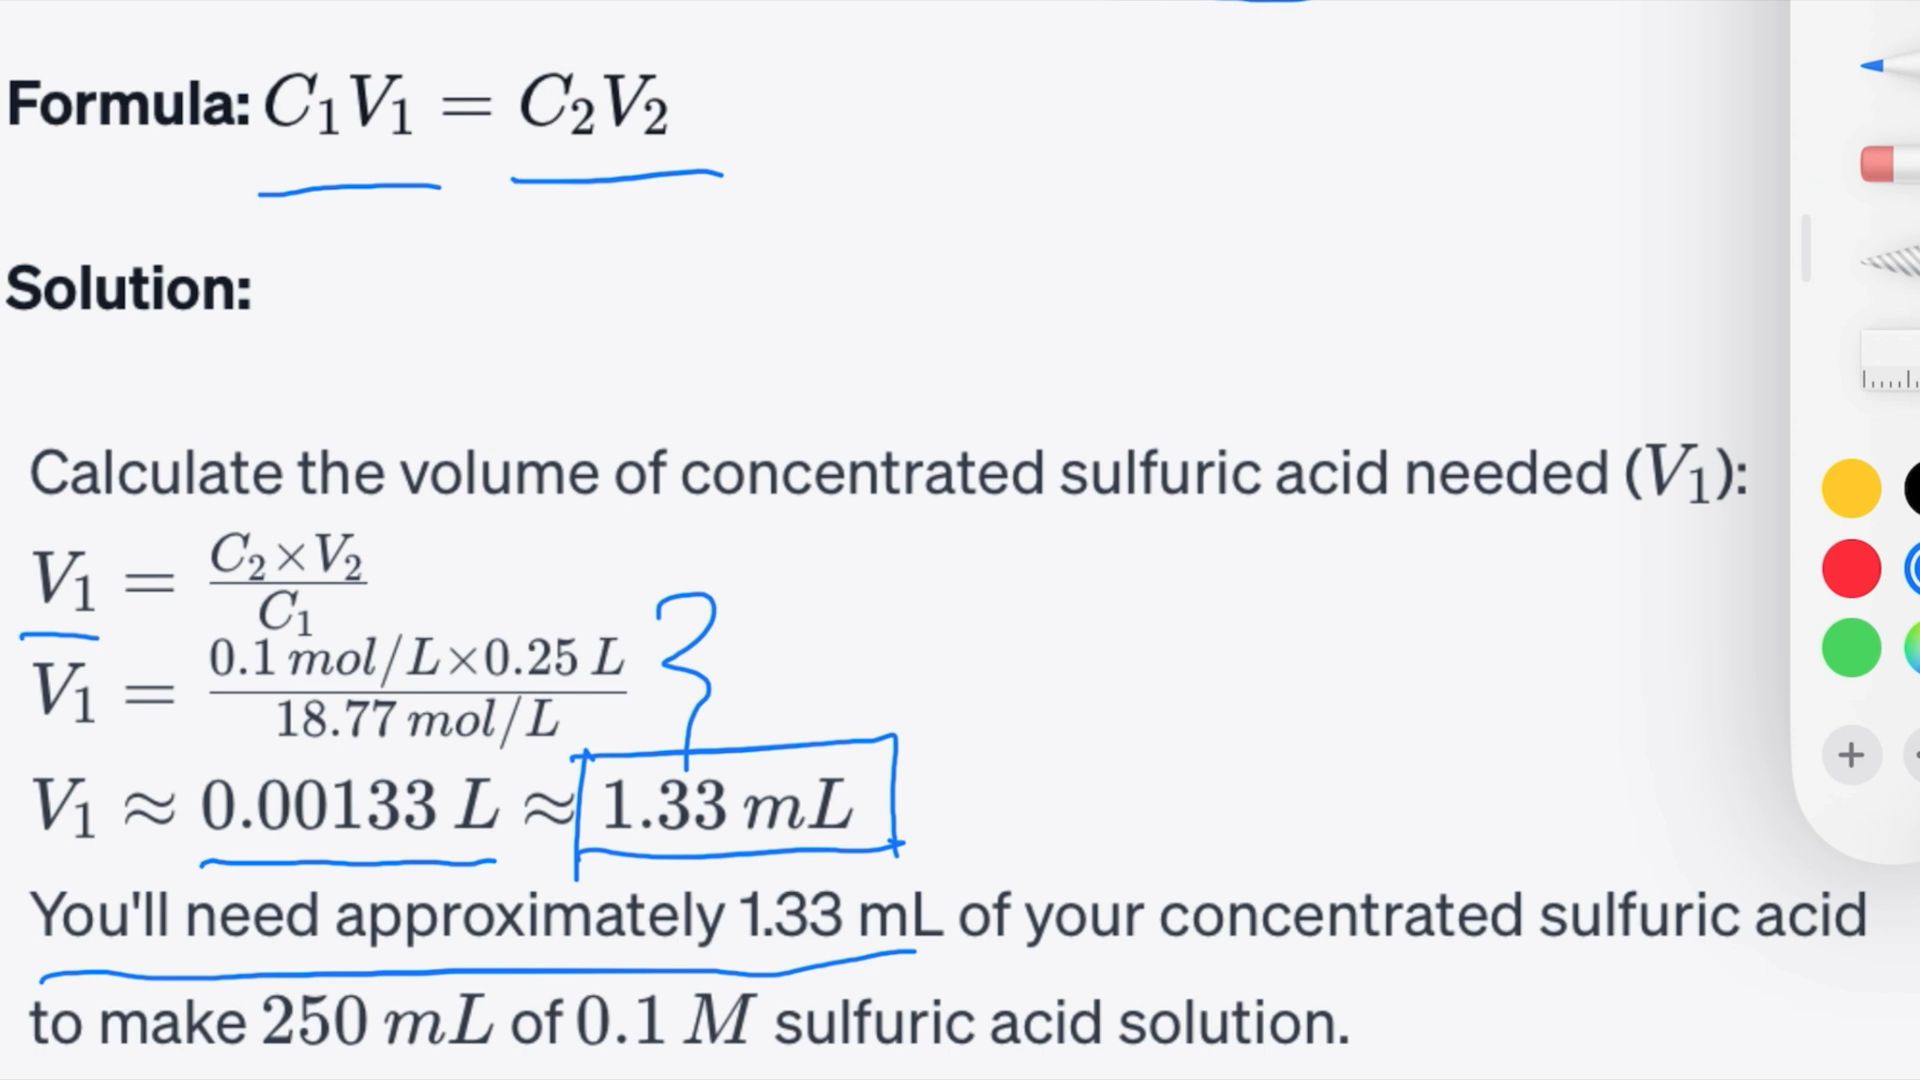 Formula: C₁V₁ = C₂V₂
Solution:
Calculate the volume of concentrated sulfuric acid needed (V₁):
V₁ = C₂×V₂ / C₁
V₁ = 0.1 mol/L×0.25 L / 18.77 mol/L
V₁ ≈ 0.00133 L ≈ 1.33 mL
You'll need approximately 1.33 mL of your concentrated sulfuric acid
to make 250 mL of 0.1 M sulfuric acid solution.